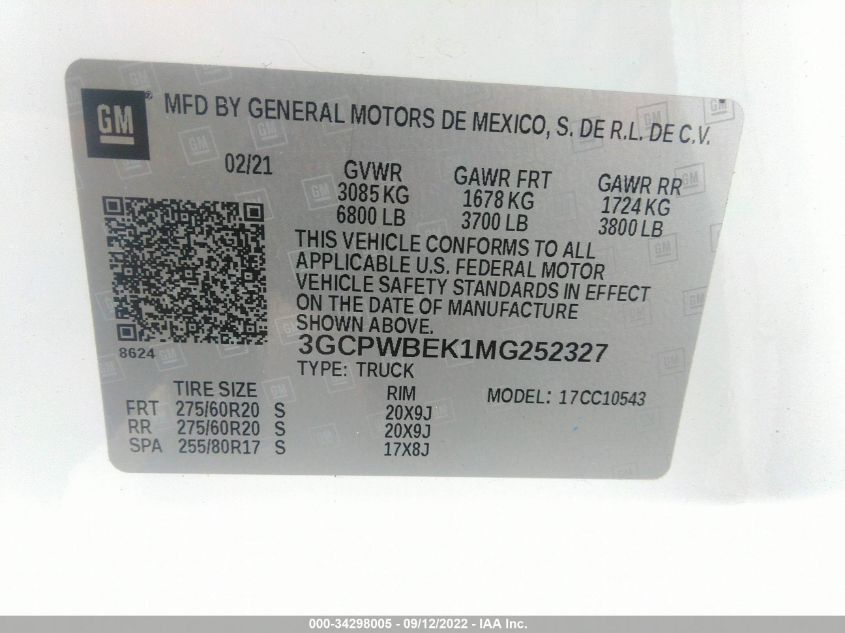 GM
MFD BY GENERAL MOTORS DE MEXICO, S. DE R.L. DE C.V.
02/21 GVWR GAWR FRT GAWR RR
3085 KG 1678 KG 1724 KG
6800 LB 3700 LB 3800 LB
THIS VEHICLE CONFORMS TO ALL
APPLICABLE U.S. FEDERAL MOTOR
VEHICLE SAFETY STANDARDS IN EFFECT
ON THE DATE OF MANUFACTURE
SHOWN ABOVE.
8624
3GCPWBEK1MG252327
TYPE: TRUCK
TIRE SIZE RIM MODEL: 17CC10543
FRT 275/60R20 S 20X9J
RR 275/60R20 S 20X9J
SPA 255/80R17 S 17X8J
000-34298005 - 09/12/2022 - IAA Inc.